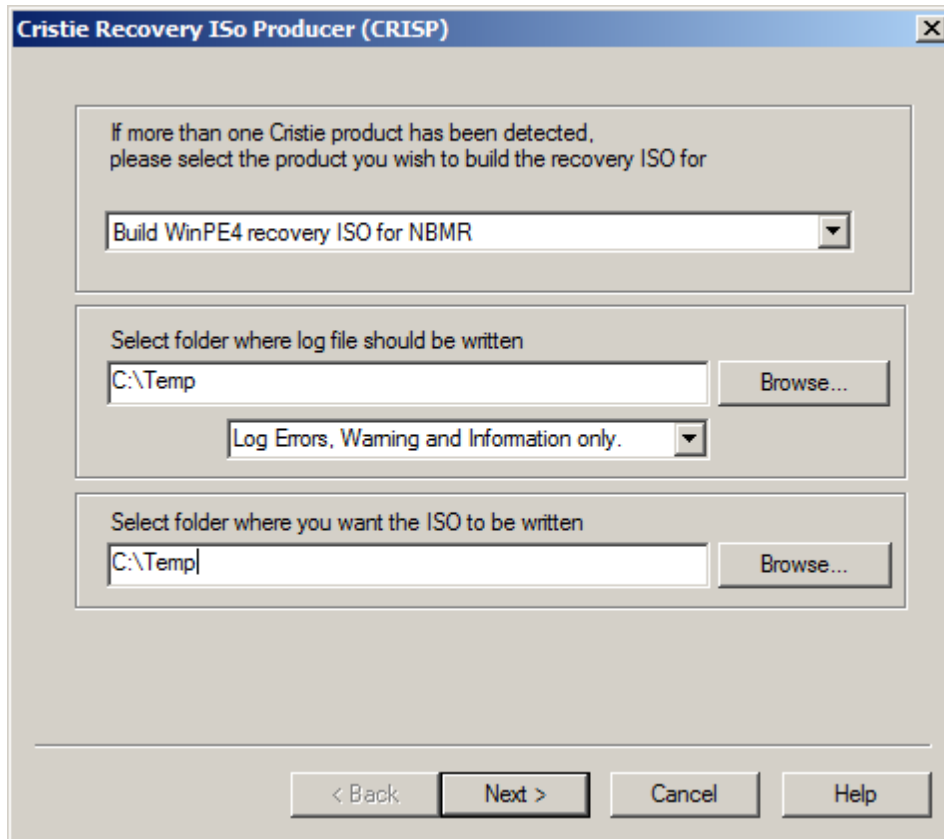 Cristie Recovery ISo Producer (CRISP)
If more than one Cristie product has been detected,
please select the product you wish to build the recovery ISO for
Build WinPE4 recovery ISO for NBMR
Select folder where log file should be written
C:\Temp
Browse...
Log Errors, Warning and Information only.
Select folder where you want the ISO to be written
C:\Temp
Browse...
< Back
Next >
Cancel
Help